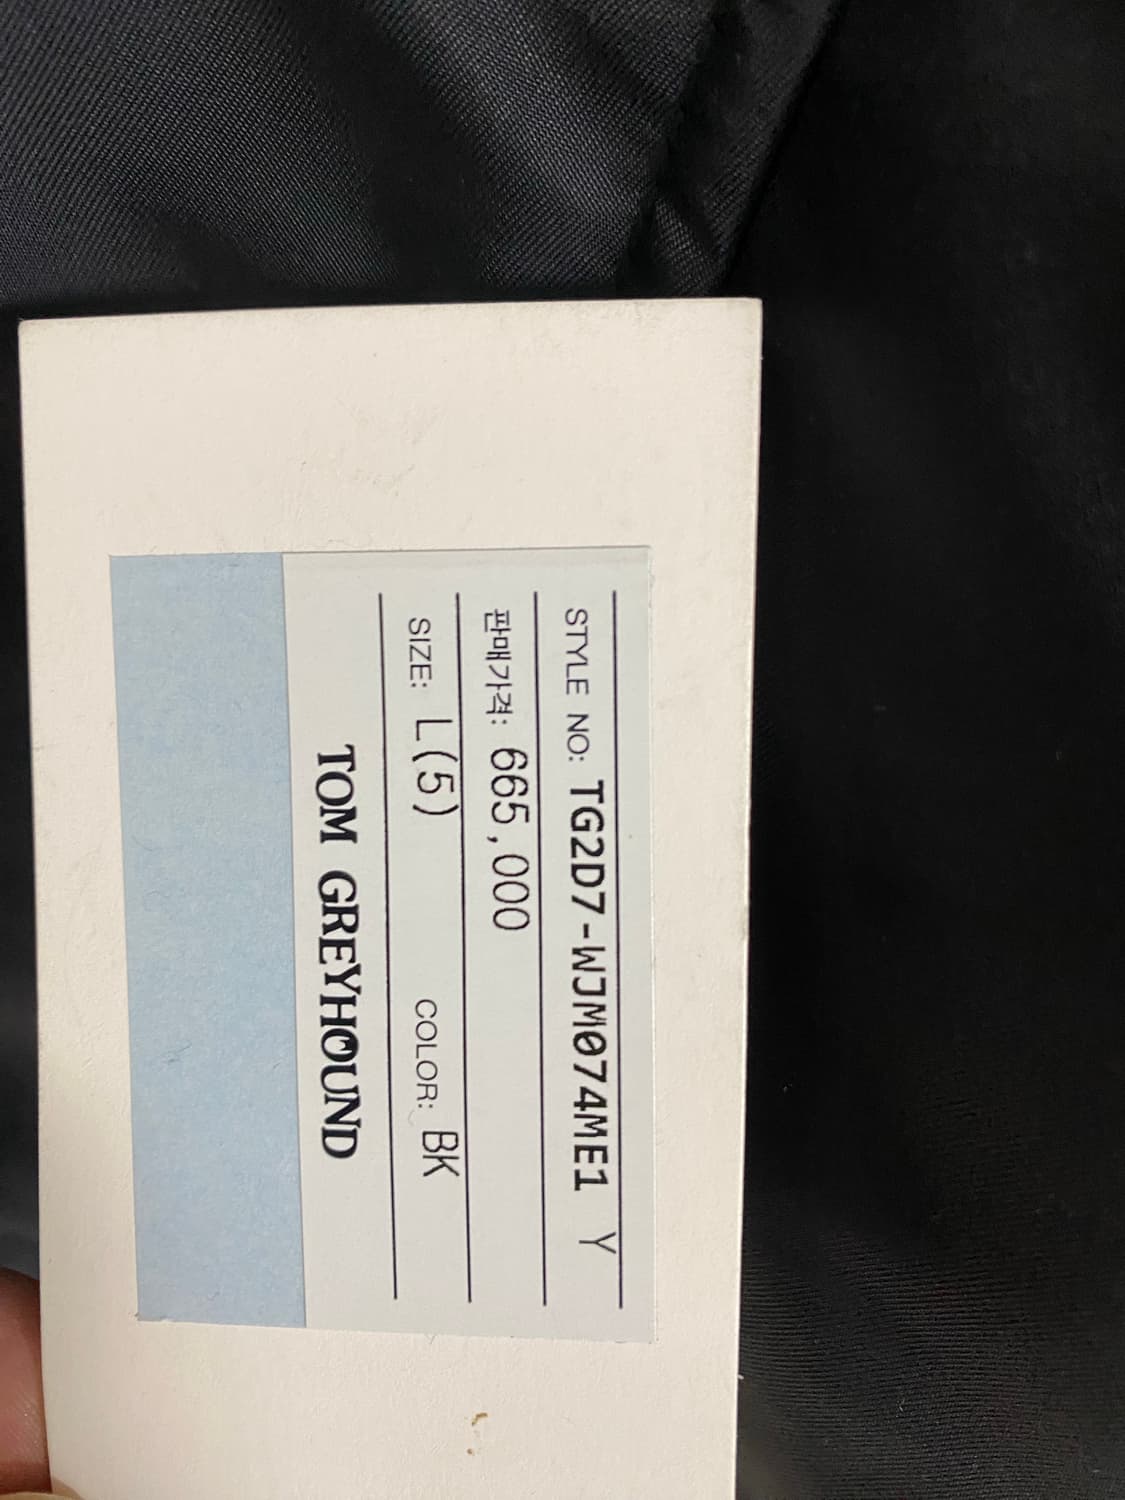 STYLE NO: TG2D7-WJM074ME1 Y
판매가격: 665,000
SIZE: L(5) COLOR: BK
TOM GREYHOUND